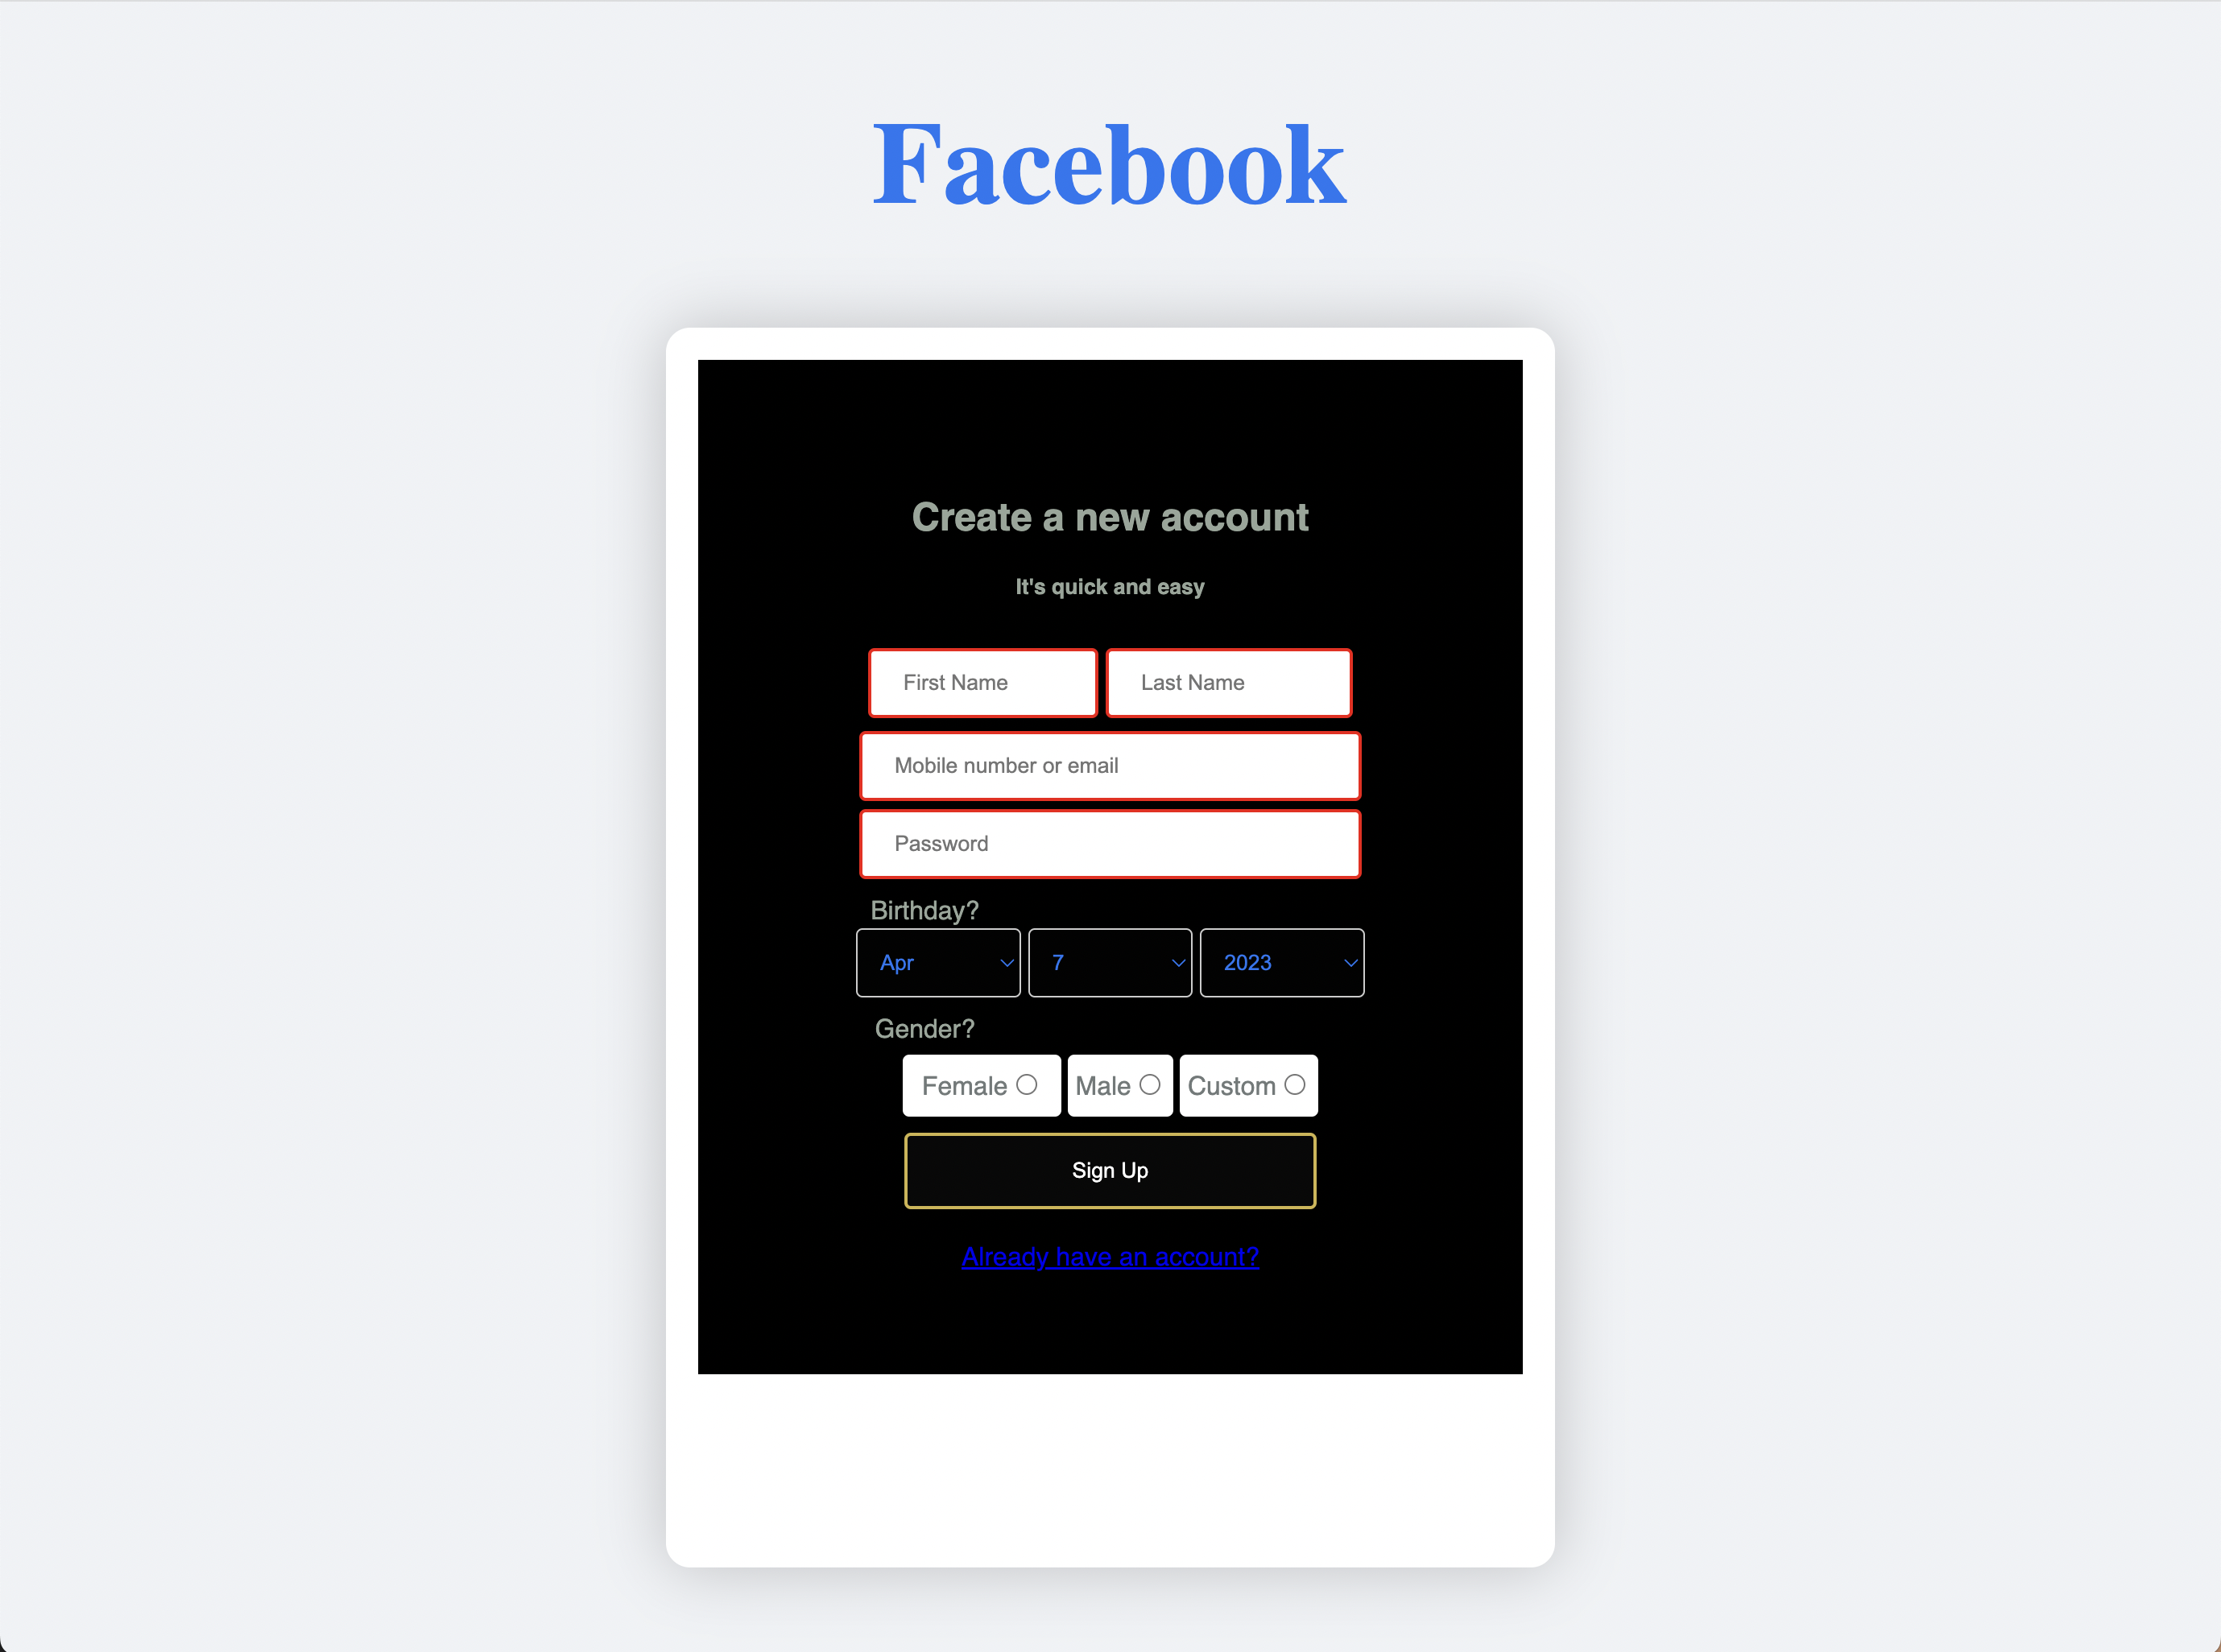 Facebook
Create a new account
It's quick and easy
First Name Last Name
Mobile number or email
Password
Birthday?
Apr 7 2023
Gender?
Female Male Custom
Sign Up
Already have an account?